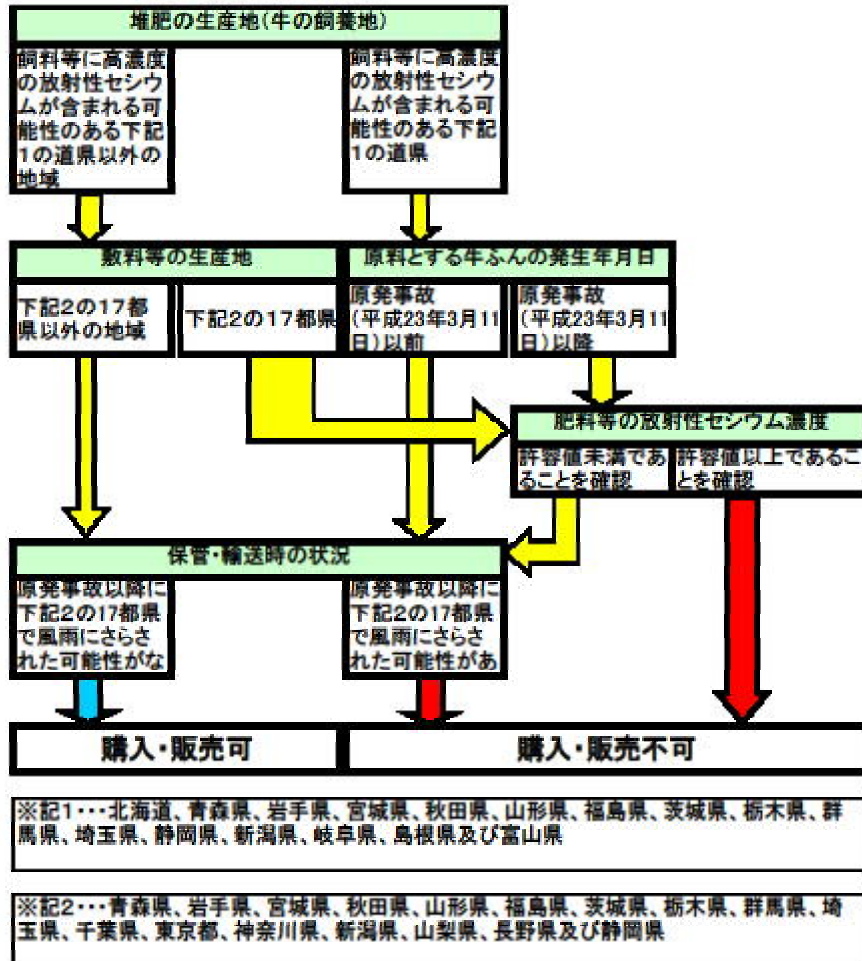 堆肥の生産地(牛の飼養地)
飼料等に高濃度
の放射性セシウ
ムが含まれる可
能性のある下記
1の道県以外の
地域
飼料等に高濃度
の放射性セシウ
ムが含まれる可
能性のある下記
1の道県
敷料等の生産地
下記2の17都
県以外の地域
下記2の17都県
原料とする牛ふんの発生年月日
原発事故
(平成23年3月11
日)以前
原発事故
(平成23年3月11
日)以降
肥料等の放射性セシウム濃度
許容値未満であ
ることを確認
許容値以上であるこ
とを確認
保管・輸送時の状況
原発事故以降に
下記2の17都県
で風雨にさらさ
れた可能性がな
原発事故以降に
下記2の17都県
で風雨にさらさ
れた可能性があ
購入・販売可
購入・販売不可
※記1・・・北海道、青森県、岩手県、宮城県、秋田県、山形県、福島県、茨城県、栃木県、群
馬県、埼玉県、静岡県、新潟県、岐阜県、島根県及び富山県
※記2・・・青森県、岩手県、宮城県、秋田県、山形県、福島県、茨城県、栃木県、群馬県、埼
玉県、千葉県、東京都、神奈川県、新潟県、山梨県、長野県及び静岡県